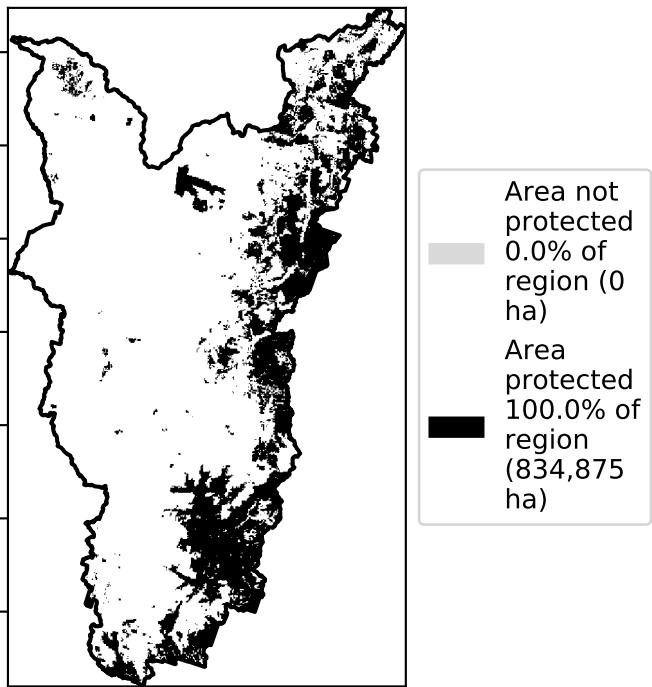 Area not
protected
0.0% of
region (0
ha)
Area
protected
100.0% of
region
(834,875
ha)